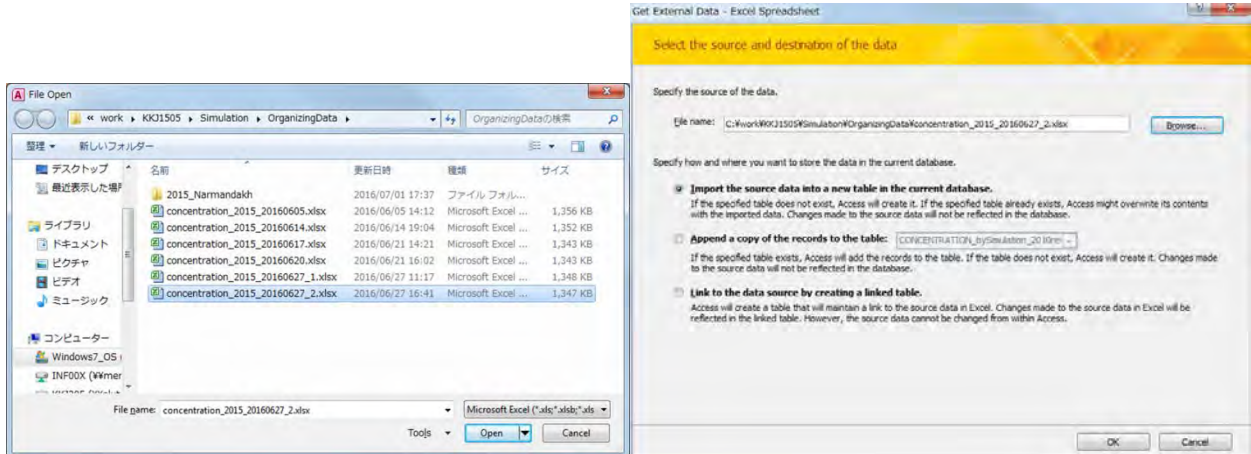 File Open
« work ▸ KKJ1505 ▸ Simulation ▸ OrganizingData ▸
OrganizingDataの検索
整理 ▼ 新しいフォルダー
デスクトップ
最近表示した場所
ライブラリ
ドキュメント
ピクチャ
ビデオ
ミュージック
コンピューター
Windows7_OS (
INF00X (¥¥mer
名前 更新日時 種類 サイズ
2015_Narmandakh 2016/07/01 17:37 ファイル フォル...
concentration_2015_20160605.xlsx 2016/06/05 14:12 Microsoft Excel ... 1,356 KB
concentration_2015_20160614.xlsx 2016/06/14 19:04 Microsoft Excel ... 1,352 KB
concentration_2015_20160617.xlsx 2016/06/21 14:21 Microsoft Excel ... 1,343 KB
concentration_2015_20160620.xlsx 2016/06/21 16:02 Microsoft Excel ... 1,343 KB
concentration_2015_20160627_1.xlsx 2016/06/27 11:17 Microsoft Excel ... 1,348 KB
concentration_2015_20160627_2.xlsx 2016/06/27 16:41 Microsoft Excel ... 1,347 KB
File name: concentration_2015_20160627_2.xlsx
Microsoft Excel (*.xls;*.xlsb;*.xls
Tools Open Cancel
Get External Data - Excel Spreadsheet
Select the source and destination of the data
Specify the source of the data.
File name: C:¥work¥KKJ1505¥Simulation¥OrganizingData¥concentration_2015_20160627_2.xlsx Browse...
Specify how and where you want to store the data in the current database.
Import the source data into a new table in the current database.
If the specified table does not exist, Access will create it. If the specified table already exists, Access might overwrite its contents
with the imported data. Changes made to the source data will not be reflected in the database.
Append a copy of the records to the table: CONCENTRATION_bySimulation_2010re
If the specified table exists, Access will add the records to the table. If the table does not exist, Access will create it. Changes made
to the source data will not be reflected in the database.
Link to the data source by creating a linked table.
Access will create a table that will maintain a link to the source data in Excel. Changes made to the source data in Excel will be
reflected in the linked table. However, the source data cannot be changed from within Access.
OK Cancel